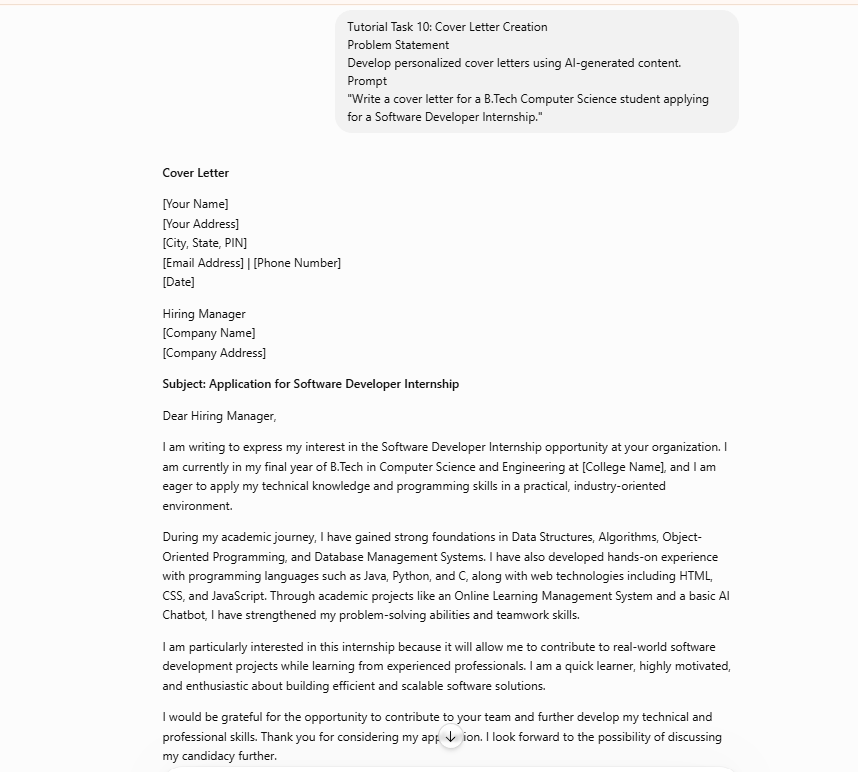 Tutorial Task 10: Cover Letter Creation
Problem Statement
Develop personalized cover letters using AI-generated content.
Prompt
"Write a cover letter for a B.Tech Computer Science student applying
for a Software Developer Internship."
Cover Letter
[Your Name]
[Your Address]
[City, State, PIN]
[Email Address] | [Phone Number]
[Date]
Hiring Manager
[Company Name]
[Company Address]
Subject: Application for Software Developer Internship
Dear Hiring Manager,
I am writing to express my interest in the Software Developer Internship opportunity at your organization. I
am currently in my final year of B.Tech in Computer Science and Engineering at [College Name], and I am
eager to apply my technical knowledge and programming skills in a practical, industry-oriented
environment.
During my academic journey, I have gained strong foundations in Data Structures, Algorithms, Object-
Oriented Programming, and Database Management Systems. I have also developed hands-on experience
with programming languages such as Java, Python, and C, along with web technologies including HTML,
CSS, and JavaScript. Through academic projects like an Online Learning Management System and a basic AI
Chatbot, I have strengthened my problem-solving abilities and teamwork skills.
I am particularly interested in this internship because it will allow me to contribute to real-world software
development projects while learning from experienced professionals. I am a quick learner, highly motivated,
and enthusiastic about building efficient and scalable software solutions.
I would be grateful for the opportunity to contribute to your team and further develop my technical and
professional skills. Thank you for considering my I look forward to the possibility of discussing
my candidacy further.